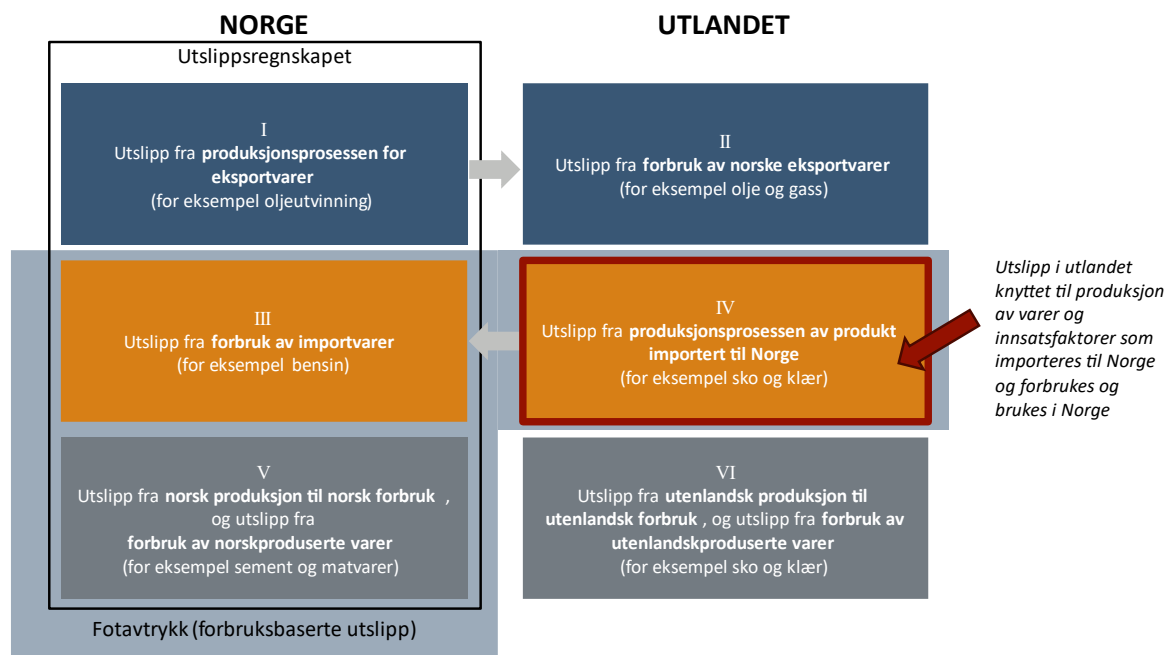 NORGE
UTLANDET
Utslippsregnskapet
I
Utslipp fra produksjonsprosessen for
eksportvarer
(for eksempel oljeutvinning)
II
Utslipp fra forbruk av norske eksportvarer
(for eksempel olje og gass)
III
Utslipp fra forbruk av importvarer
(for eksempel bensin)
IV
Utslipp fra produksjonsprosessen av produkt
importert til Norge
(for eksempel sko og klær)
Utslipp i utlandet
knyttet til produksjon
av varer og
innsatsfaktorer som
importeres til Norge
og forbrukes og
brukes i Norge
V
Utslipp fra norsk produksjon til norsk forbruk ,
og utslipp fra
forbruk av norskproduserte varer
(for eksempel sement og matvarer)
VI
Utslipp fra utenlandsk produksjon til
utenlandsk forbruk , og utslipp fra forbruk av
utenlandskproduserte varer
(for eksempel sko og klær)
Fotavtrykk (forbruksbaserte utslipp)